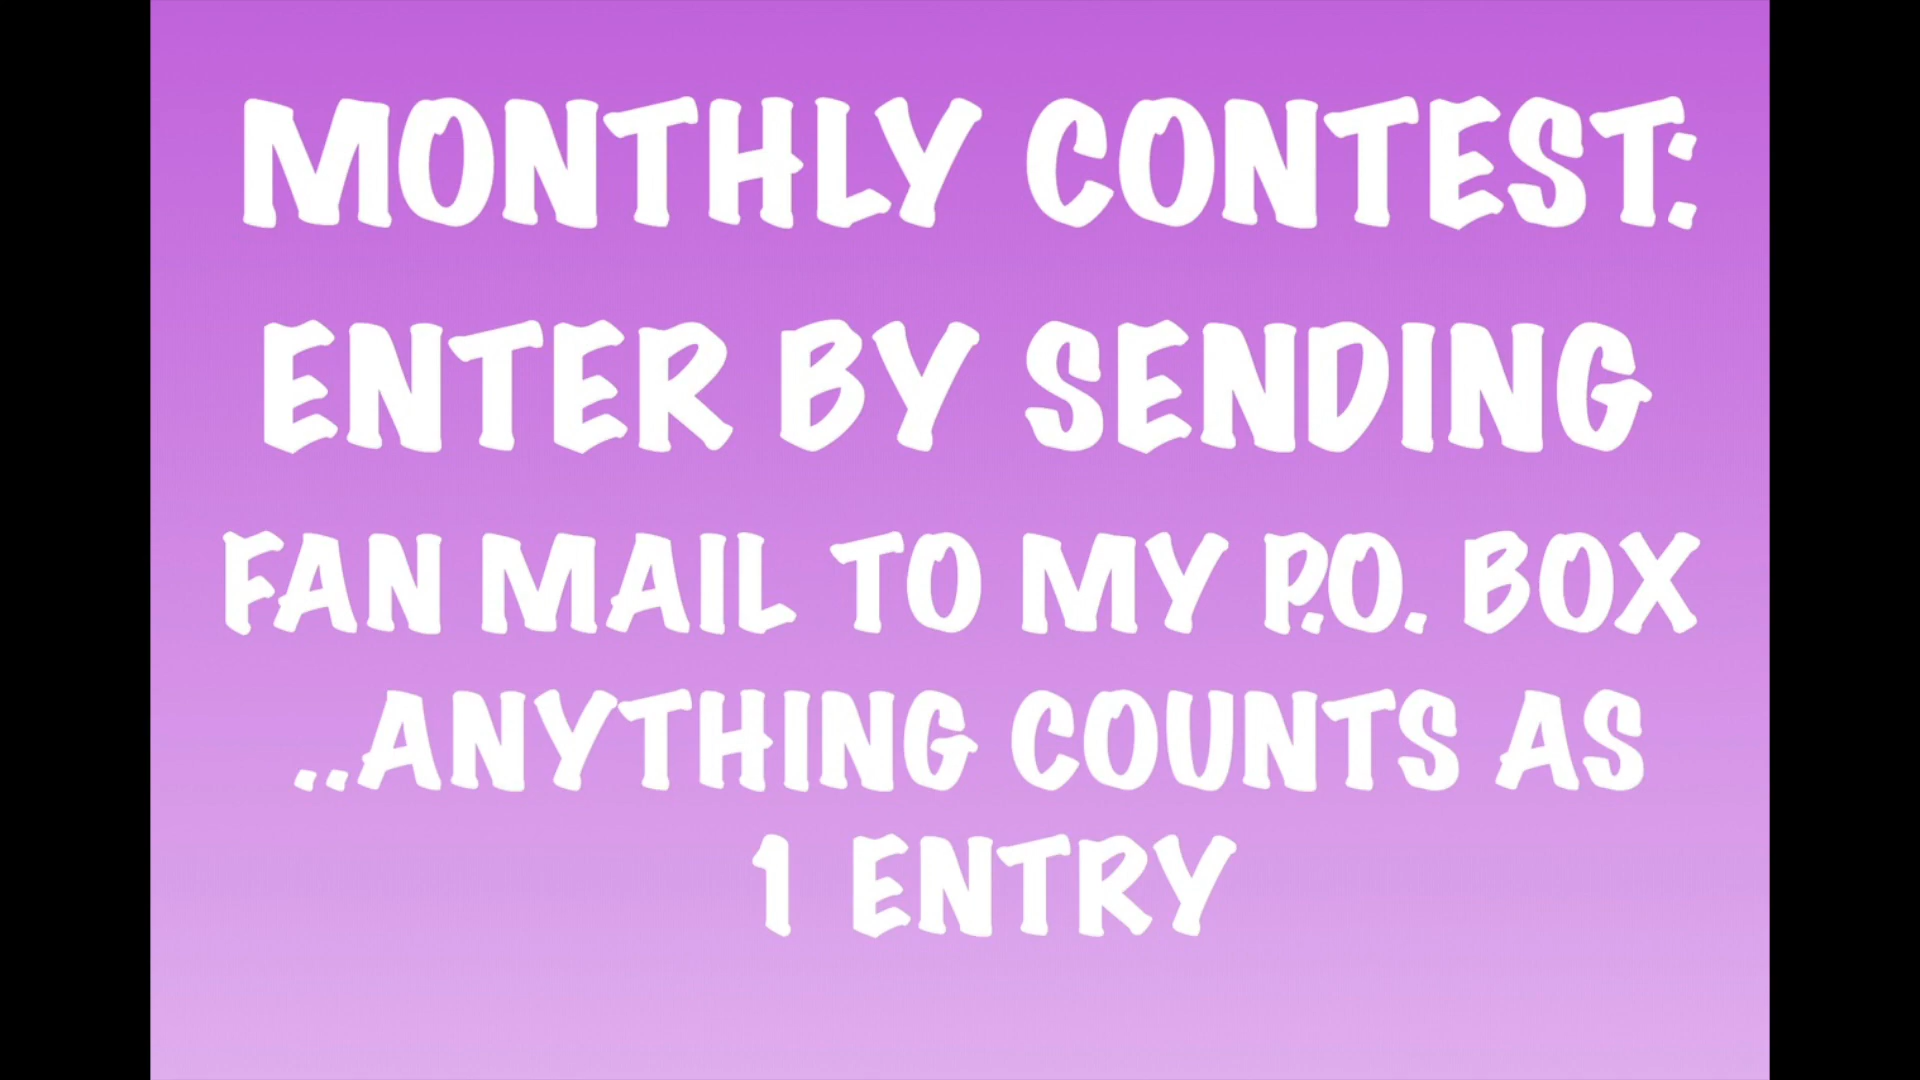 MONTHLY CONTEST:
ENTER BY SENDING
FAN MAIL TO MY P.O. BOX
..ANYTHING COUNTS AS
1 ENTRY